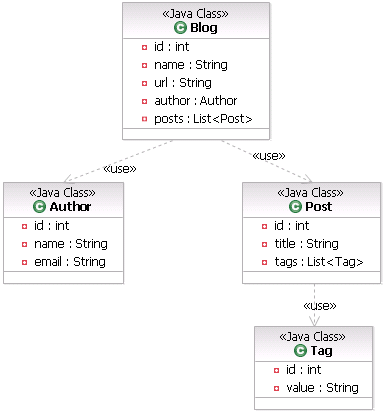 «Java Class»
Blog
id : int
name : String
url : String
author : Author
posts : List<Post>
«use»
«use»
«Java Class»
Author
id : int
name : String
email : String
«Java Class»
Post
id : int
title : String
tags : List<Tag>
«use»
«Java Class»
Tag
id : int
value : String